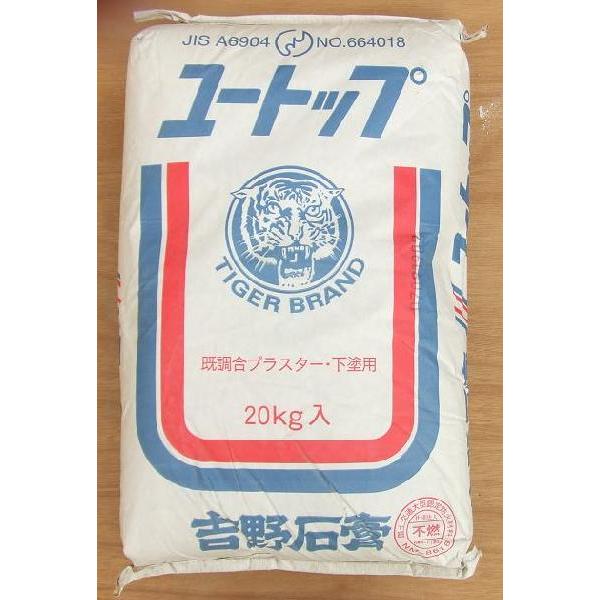 JIS A6904 NO.664018
ユートップ
TIGER BRAND
既調合プラスター・下塗用
20kg入
吉野石膏
不燃